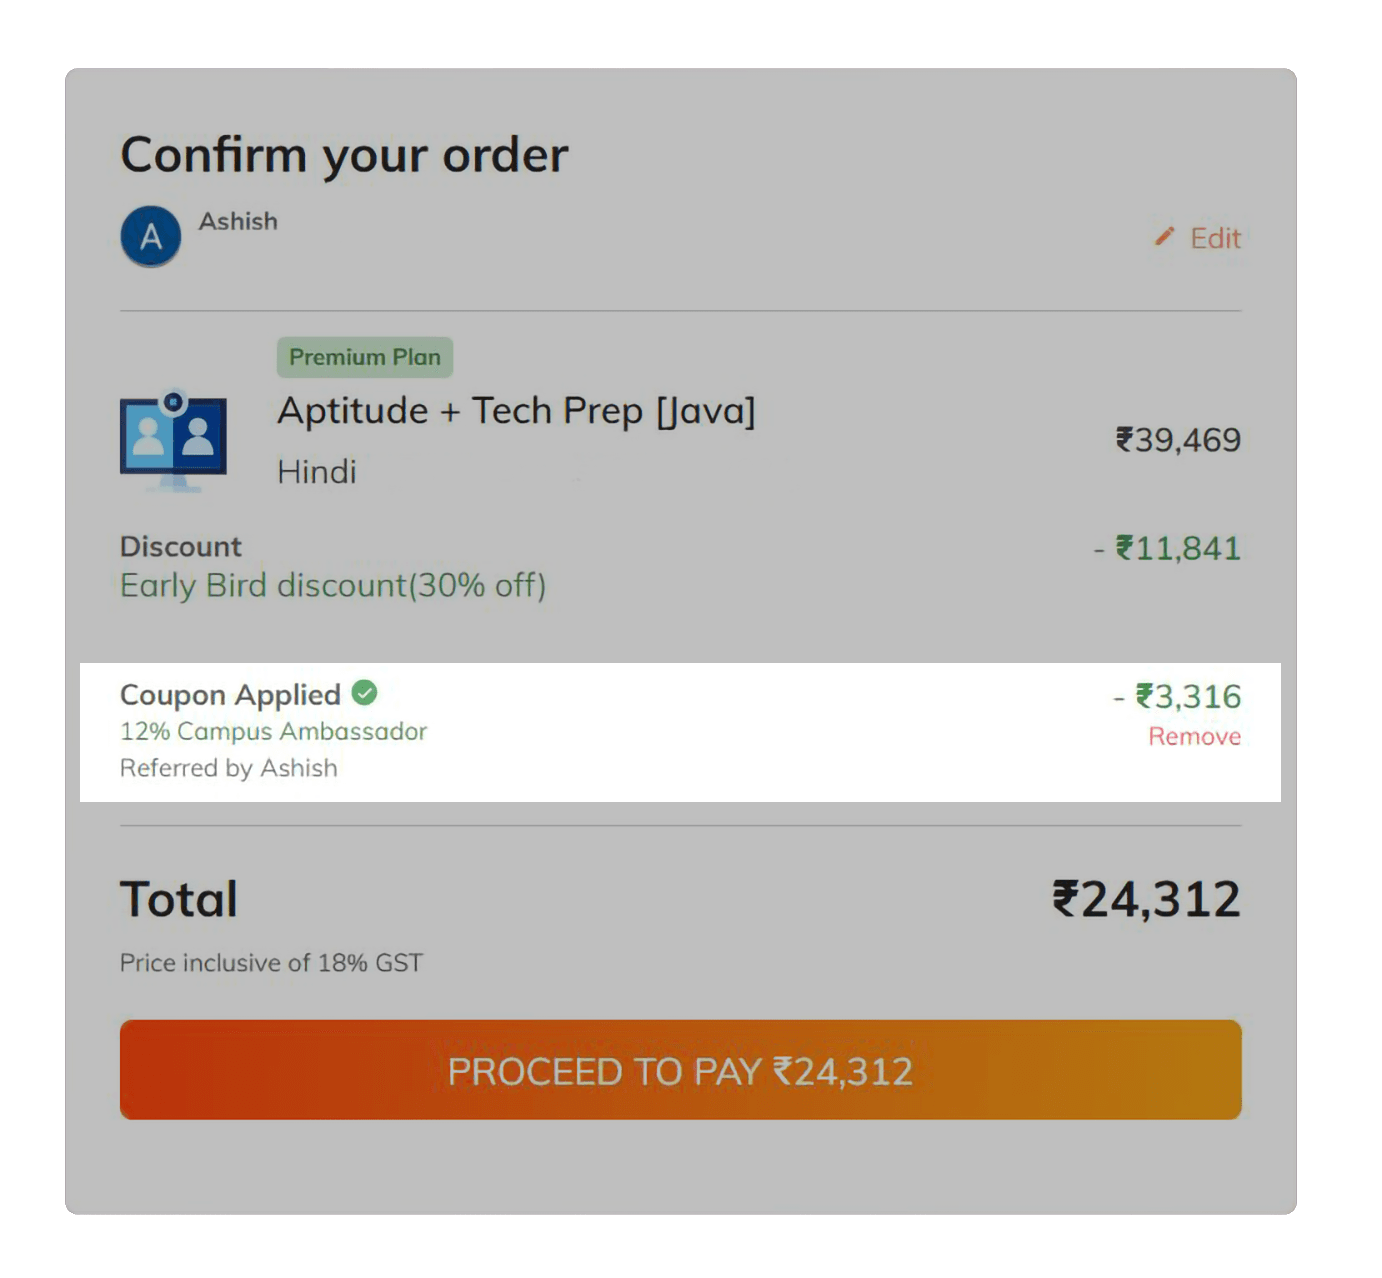 Confirm your order
A
Ashish
Edit
Premium Plan
Aptitude + Tech Prep [Java]
₹39,469
Hindi
Discount
- ₹11,841
Early Bird discount(30% off)
Coupon Applied
- ₹3,316
12% Campus Ambassador
Remove
Referred by Ashish
Total
₹24,312
Price inclusive of 18% GST
PROCEED TO PAY ₹24,312